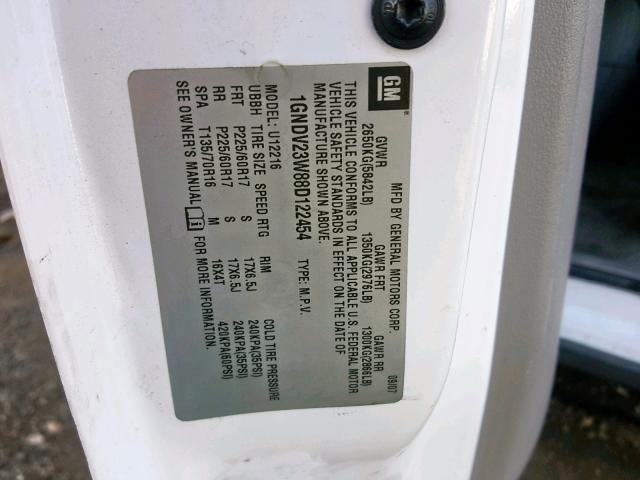 GM
MFD BY GENERAL MOTORS CORP. 09/07
GVWR GAWR FRT GAWR RR
2650KG(5842LB) 1350KG(2976LB) 1300KG(2866LB)
THIS VEHICLE CONFORMS TO ALL APPLICABLE U.S. FEDERAL MOTOR
VEHICLE SAFETY STANDARDS IN EFFECT ON THE DATE OF
MANUFACTURE SHOWN ABOVE.
1GNDV23W88D122454 TYPE: M.P.V.
MODEL: U12216
UBBH TIRE SIZE SPEED RTG RIM COLD TIRE PRESSURE
FRT P225/60R17 S 17X6.5J 240KPA(35PSI)
RR P225/60R17 S 17X6.5J 240KPA(35PSI)
SPA T135/70R16 M 16X4T 420KPA(60PSI)
SEE OWNER'S MANUAL i FOR MORE INFORMATION.